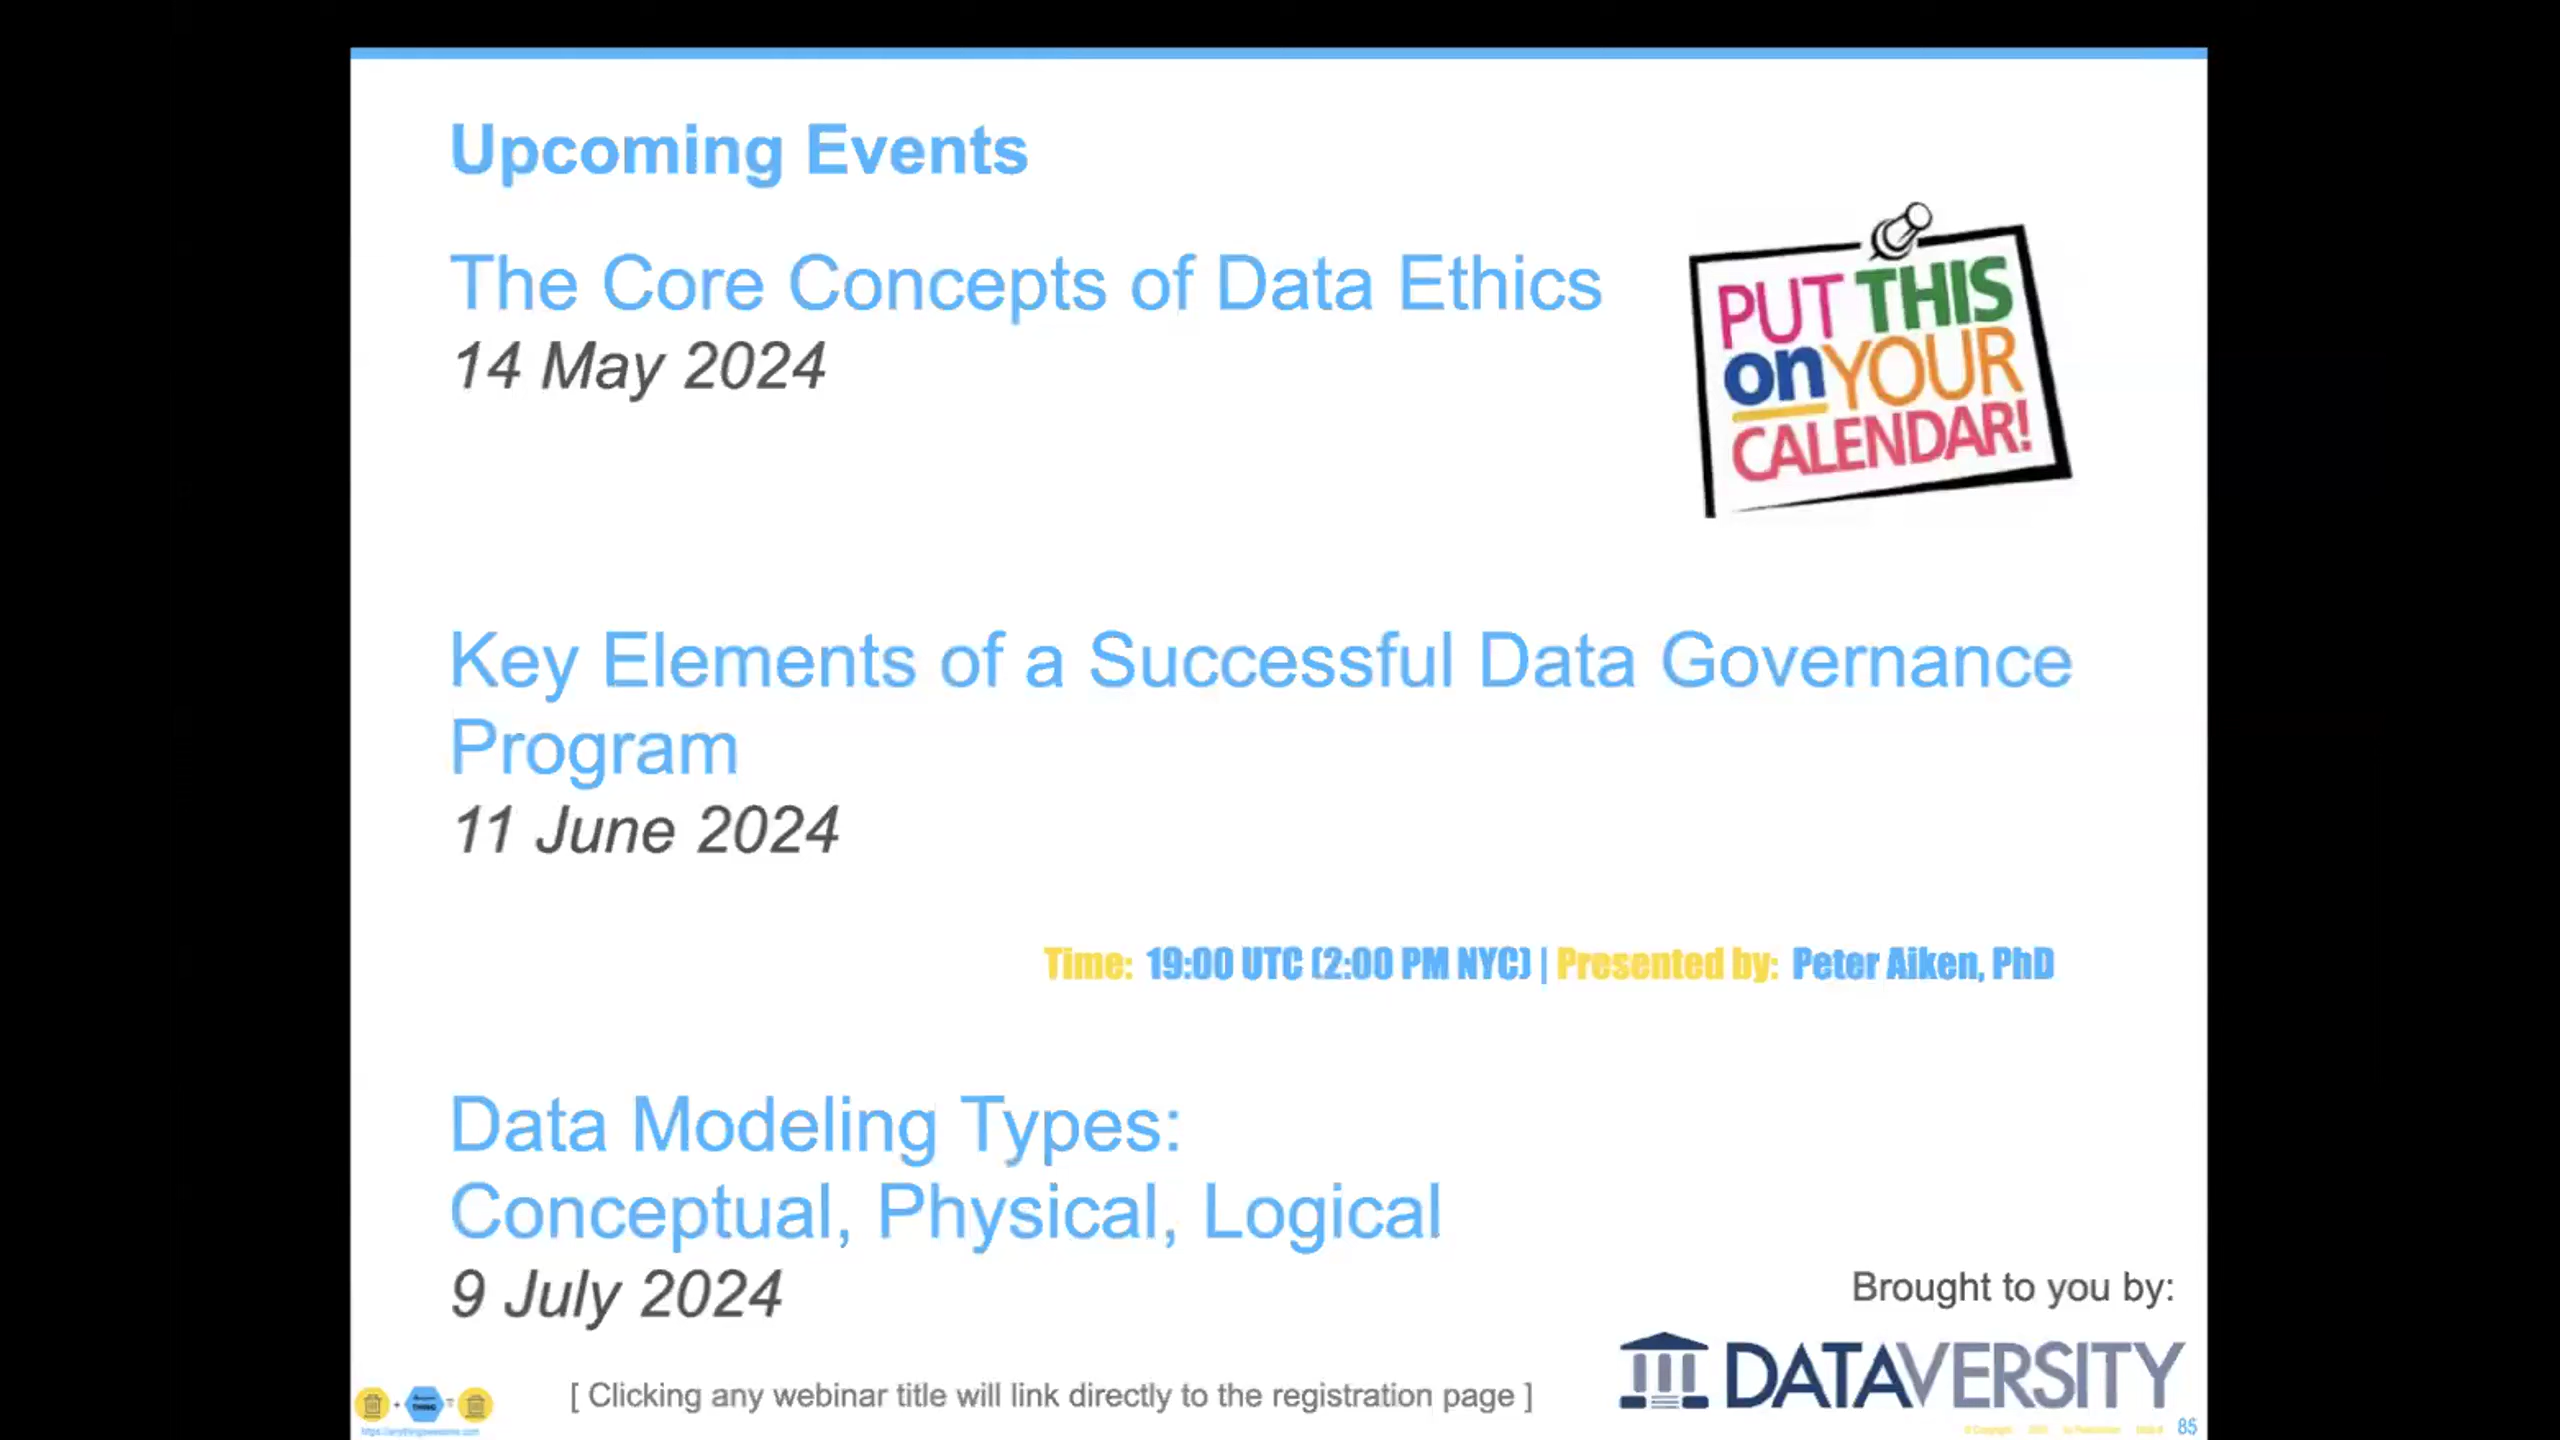 Upcoming Events
The Core Concepts of Data Ethics
14 May 2024
PUT THIS
on YOUR
CALENDAR!
Key Elements of a Successful Data Governance
Program
11 June 2024
Time: 19:00 UTC (2:00 PM NYC) | Presented by: Peter Aiken, PhD
Data Modeling Types:
Conceptual, Physical, Logical
9 July 2024
Brought to you by:
DATAVERSITY
[ Clicking any webinar title will link directly to the registration page ]
85